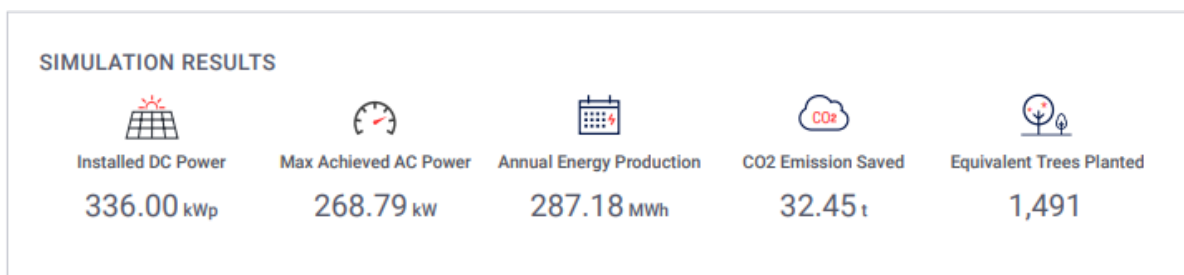 SIMULATION RESULTS
CO2
Installed DC Power Max Achieved AC Power Annual Energy Production CO2 Emission Saved Equivalent Trees Planted
336.00 kWp 268.79 kW 287.18 MWh 32.45 t 1,491